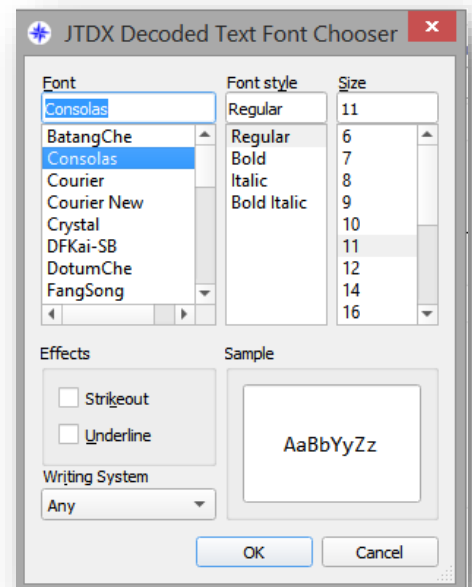 JTDX Decoded Text Font Chooser
Font
Consolas
BatangChe
Consolas
Courier
Courier New
Crystal
DFKai-SB
DotumChe
FangSong
Font style
Regular
Regular
Bold
Italic
Bold Italic
Size
11
6
7
8
9
10
11
12
14
16
Effects
Strikeout
Underline
Sample
AaBbYyZz
Writing System
Any
OK
Cancel